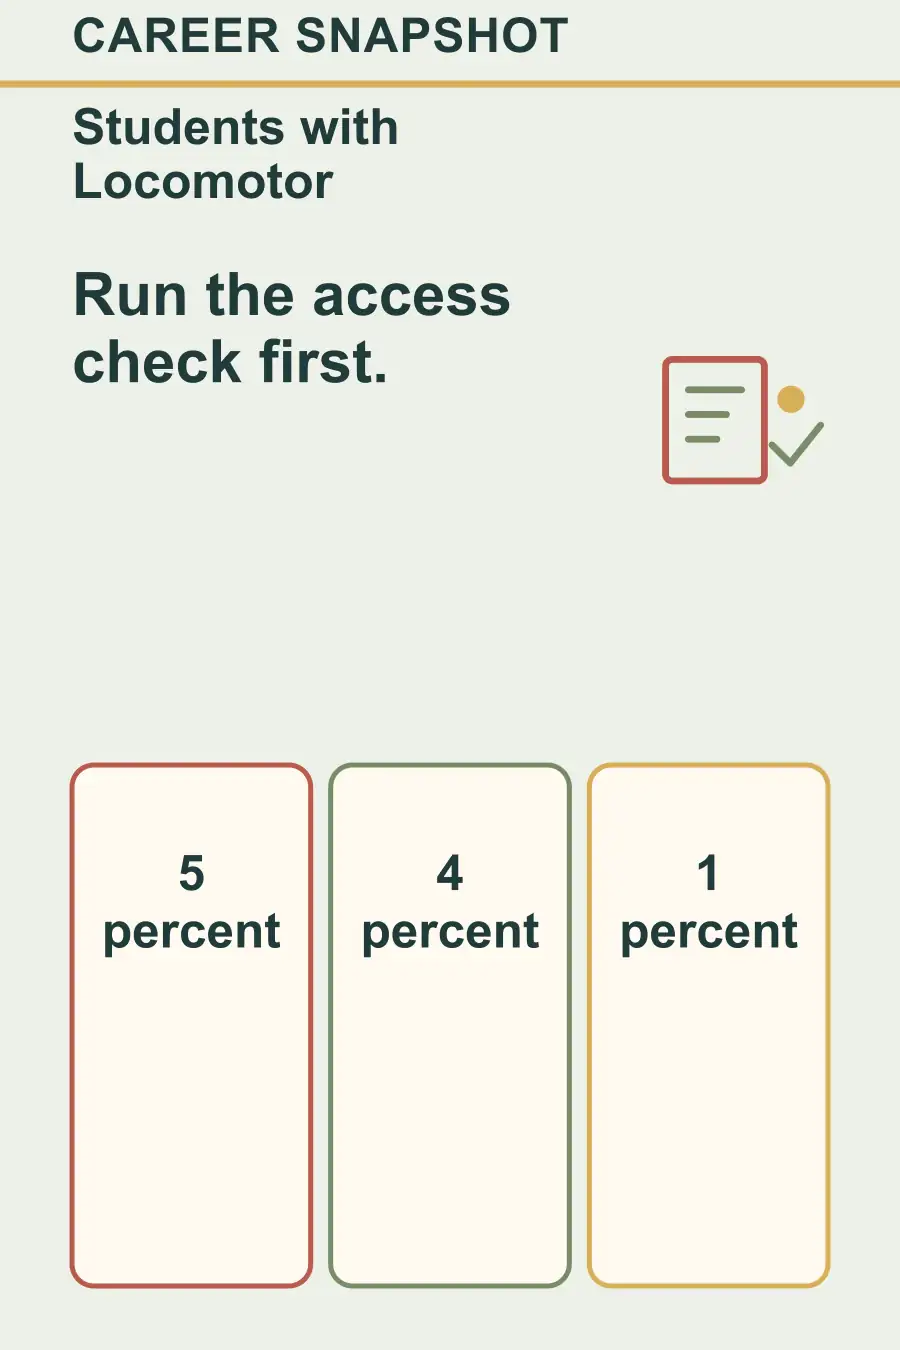 CAREER SNAPSHOT
Students with
Locomotor
Run the access
check first.
5
percent
4
percent
1
percent